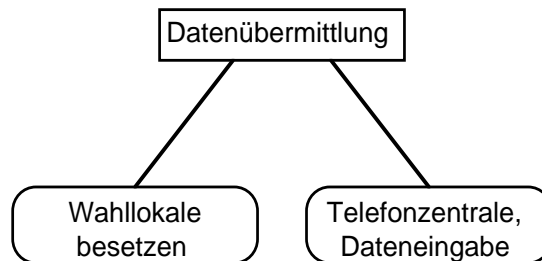 Datenübermittlung
Wahllokale
besetzen
Telefonzentrale,
Dateneingabe